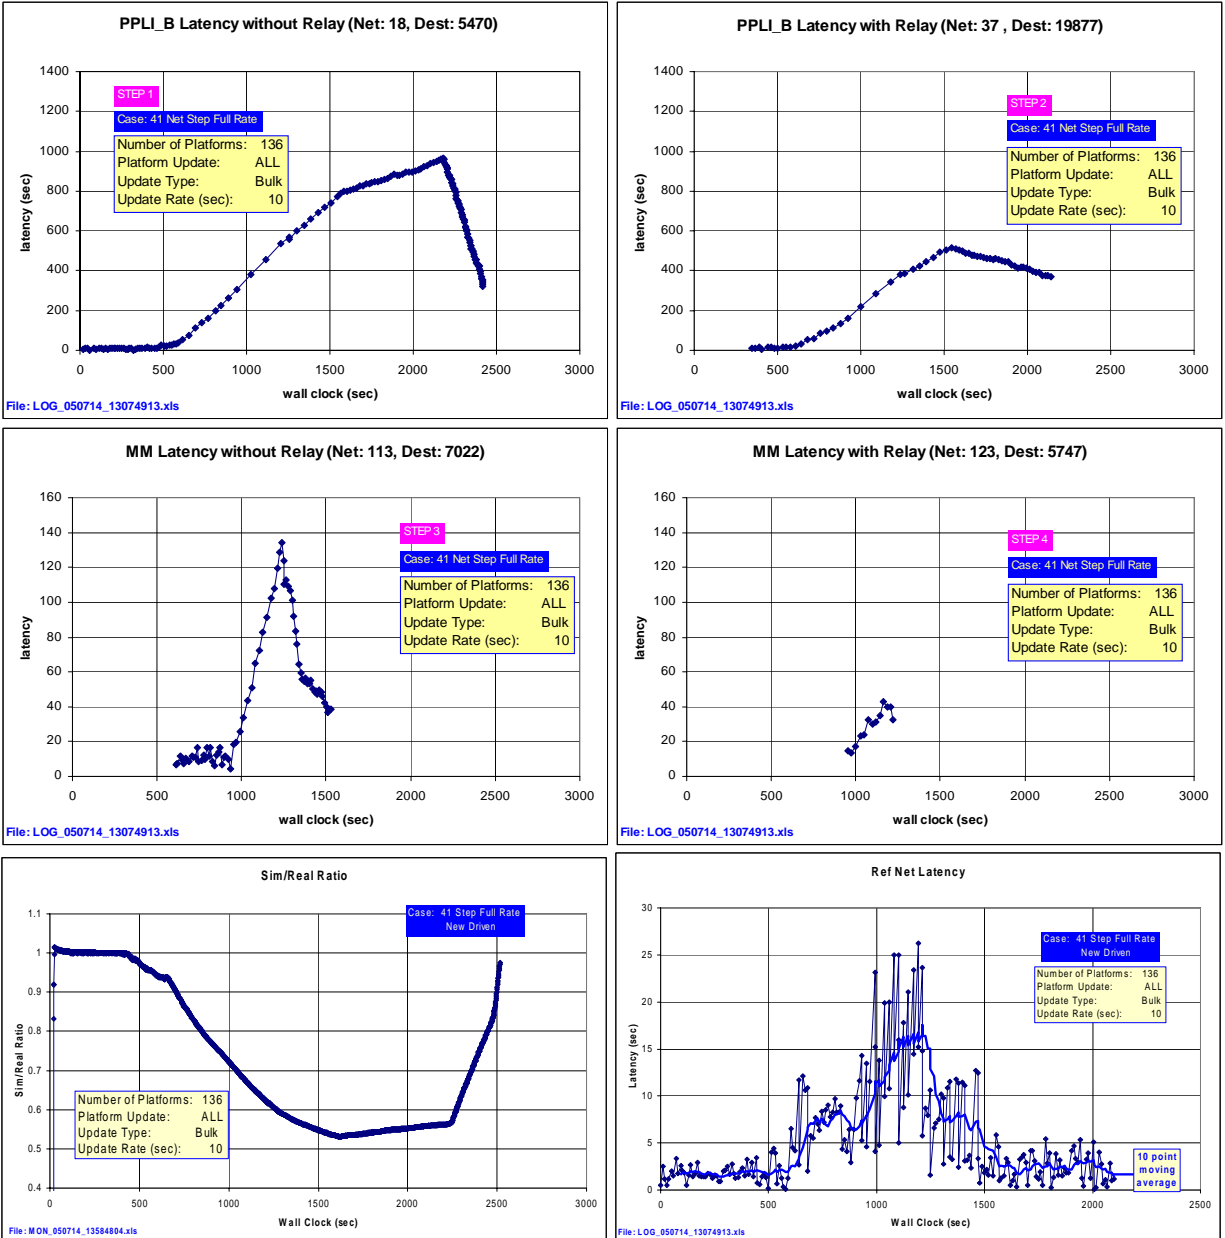 PPLI_B Latency without Relay (Net: 18, Dest: 5470)
1400
1200
1000
800
600
400
200
0
latency (sec)
STEP 1
Case: 41 Net Step Full Rate
Number of Platforms: 136
Platform Update: ALL
Update Type: Bulk
Update Rate (sec): 10
0 500 1000 1500 2000 2500 3000
wall clock (sec)
File: LOG_050714_13074913.xls
PPLI_B Latency with Relay (Net: 37 , Dest: 19877)
1400
1200
1000
800
600
400
200
0
latency (sec)
STEP 2
Case: 41 Net Step Full Rate
Number of Platforms: 136
Platform Update: ALL
Update Type: Bulk
Update Rate (sec): 10
0 500 1000 1500 2000 2500 3000
wall clock (sec)
File: LOG_050714_13074913.xls
MM Latency without Relay (Net: 113, Dest: 7022)
160
140
120
100
80
60
40
20
0
latency
STEP 3
Case: 41 Net Step Full Rate
Number of Platforms: 136
Platform Update: ALL
Update Type: Bulk
Update Rate (sec): 10
0 500 1000 1500 2000 2500 3000
wall clock (sec)
File: LOG_050714_13074913.xls
MM Latency with Relay (Net: 123, Dest: 5747)
160
140
120
100
80
60
40
20
0
latency
STEP 4
Case: 41 Net Step Full Rate
Number of Platforms: 136
Platform Update: ALL
Update Type: Bulk
Update Rate (sec): 10
0 500 1000 1500 2000 2500 3000
wall clock (sec)
File: LOG_050714_13074913.xls
Sim/Real Ratio
1.1
1
0.9
0.8
0.7
0.6
0.5
0.4
Sim/Real Ratio
Case: 41 Step Full Rate
New Driven
Number of Platforms: 136
Platform Update: ALL
Update Type: Bulk
Update Rate (sec): 10
0 500 1000 1500 2000 2500 3000
Wall Clock (sec)
File: MON_050714_13584804.xls
Ref Net Latency
30
25
20
15
10
5
0
Latency (sec)
Case: 41 Step Full Rate
New Driven
Number of Platforms: 136
Platform Update: ALL
Update Type: Bulk
Update Rate (sec): 10
10 point
moving
average
0 500 1000 1500 2000 2500
Wall Clock (sec)
File: LOG_050714_13074913.xls